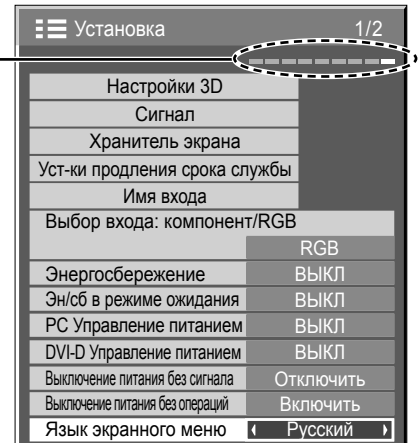 Установка 1/2
Настройки 3D
Сигнал
Хранитель экрана
Уст-ки продления срока службы
Имя входа
Выбор входа: компонент/RGB
RGB
Энергосбережение ВЫКЛ
Эн/сб в режиме ожидания ВЫКЛ
PC Управление питанием ВЫКЛ
DVI-D Управление питанием ВЫКЛ
Выключение питания без сигнала Отключить
Выключение питания без операций Включить
Язык экранного меню Русский